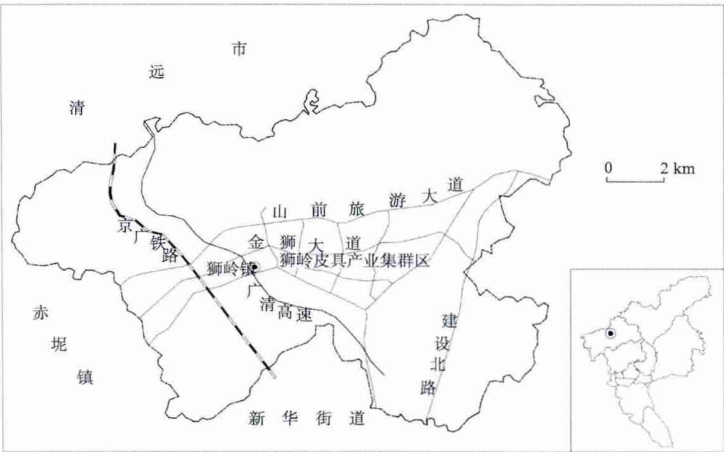 清远市
0 2 km
山前旅游大道
京广铁路
金狮大道
狮岭皮具产业集群区
狮岭镇
广清高速
赤坭镇
建设北路
新华街道